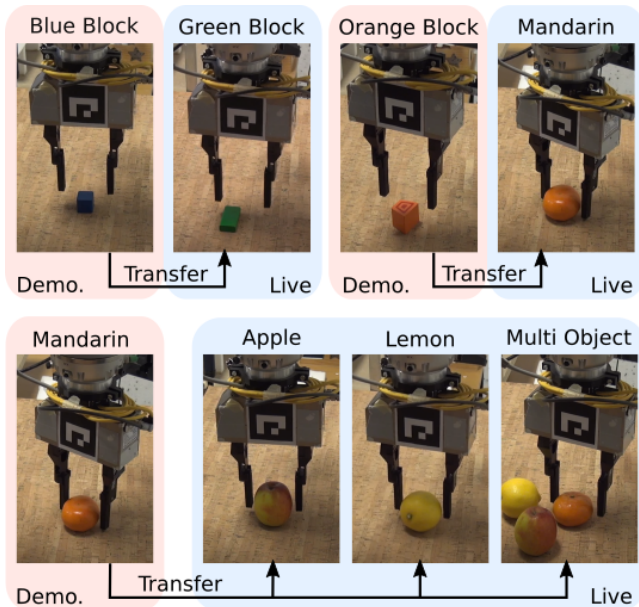 Blue Block
Green Block
Orange Block
Mandarin
Demo.
Transfer
Live
Demo.
Transfer
Live
Mandarin
Apple
Lemon
Multi Object
Demo.
Transfer
Live